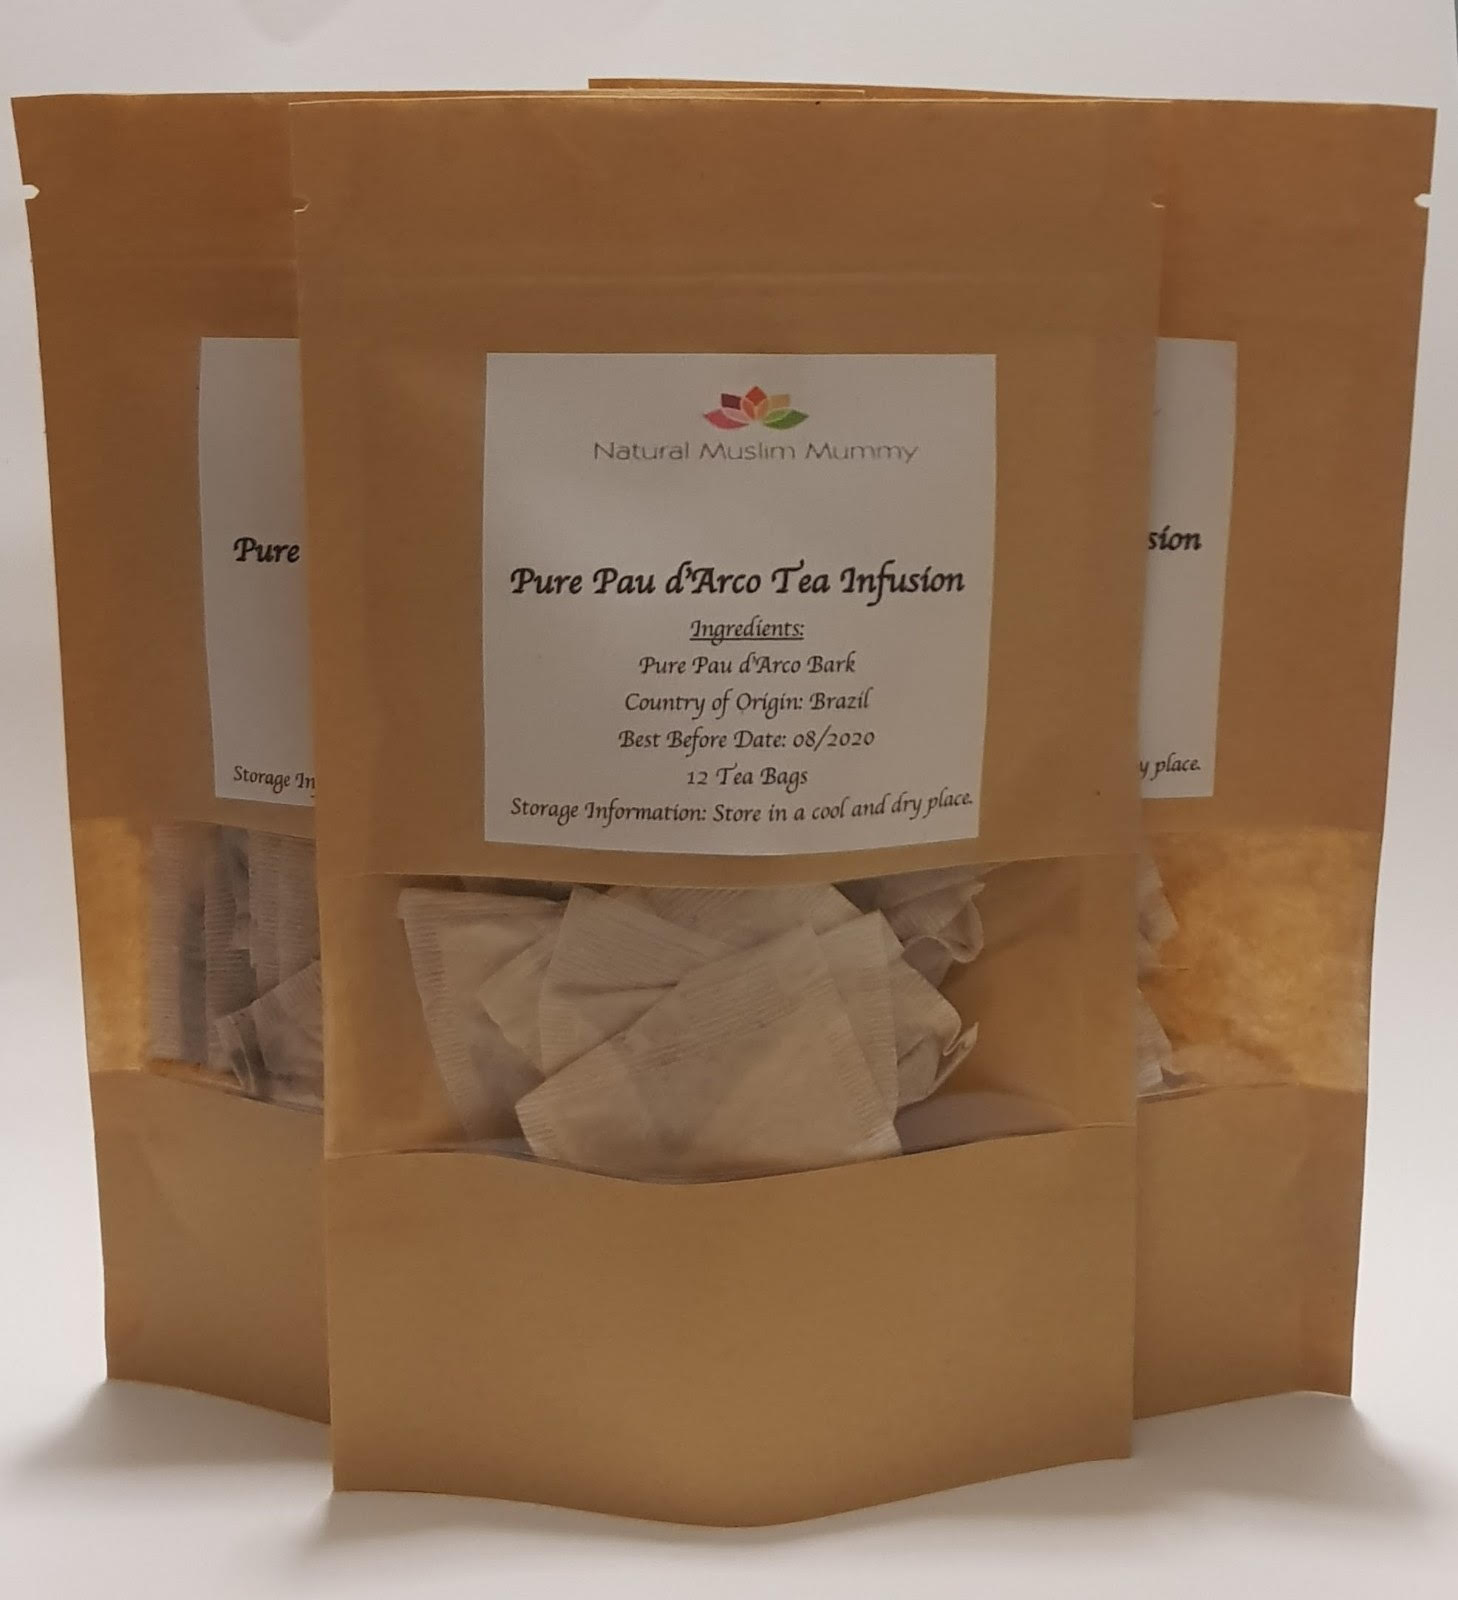 Natural Muslim Mummy
Pure Pau d'Arco Tea Infusion
Ingredients:
Pure Pau d'Arco Bark
Country of Origin: Brazil
Best Before Date: 08/2020
12 Tea Bags
Storage Information: Store in a cool and dry place.
Pure
Storage In
sion
y place.